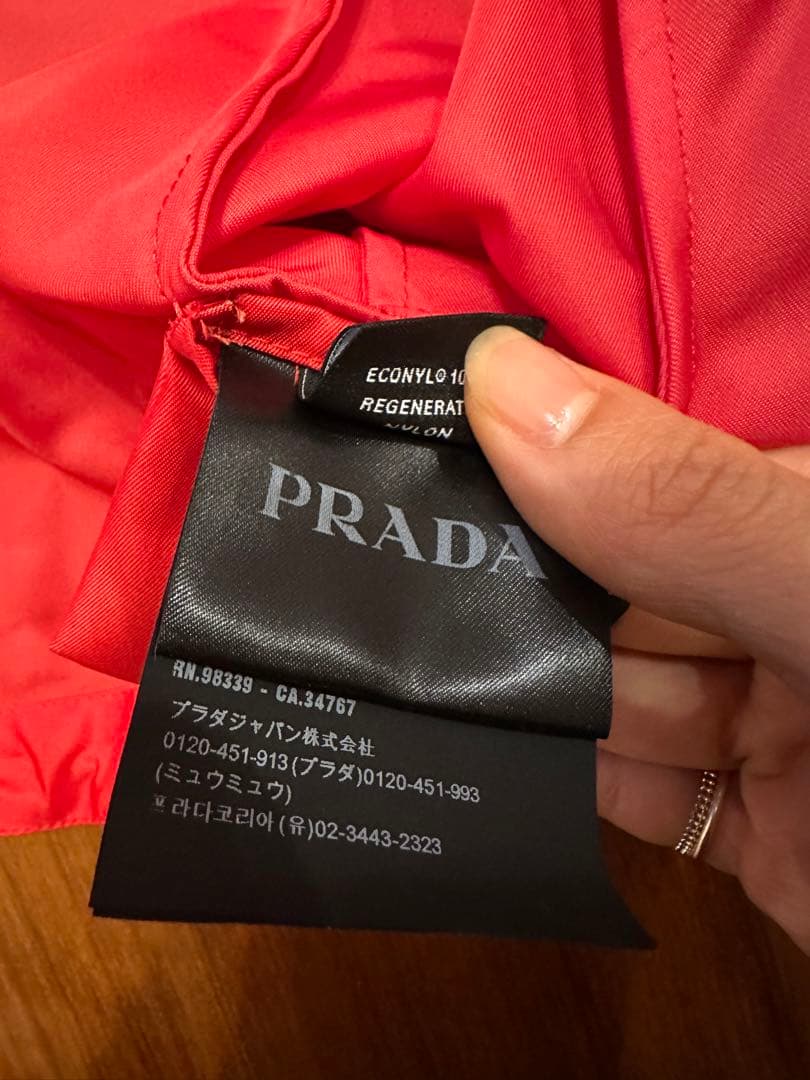 ECONYL® 10
REGENERAT
NYLON
PRADA
RN.98339 - CA.34767
プラダジャパン株式会社
0120-451-913(プラダ)0120-451-993
(ミュウミュウ)
프라다코리아(유)02-3443-2323